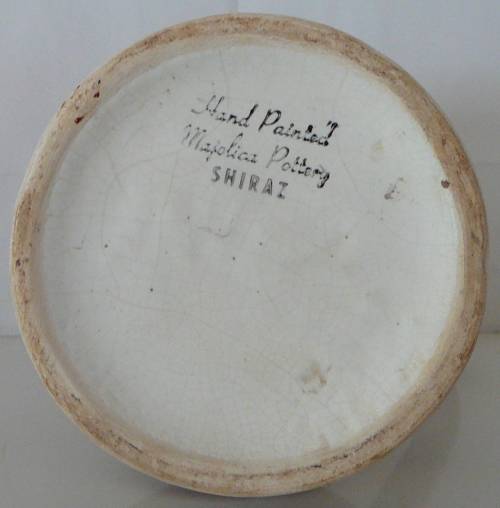 Hand Painted
Majolica Pottery
SHIRAZ